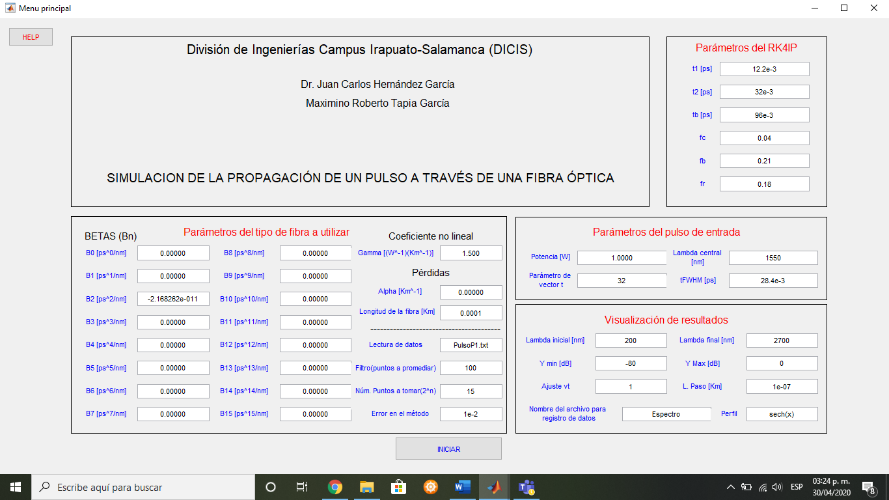 Menu principal
HELP
División de Ingenierías Campus Irapuato-Salamanca (DICIS)
Dr. Juan Carlos Hernández García
Maximino Roberto Tapia García
SIMULACION DE LA PROPAGACIÓN DE UN PULSO A TRAVÉS DE UNA FIBRA ÓPTICA
Parámetros del RK4IP
t1 [ps] 12.2e-3
t2 [ps] 32e-3
tb [ps] 96e-3
fc 0.04
fb 0.21
fr 0.18
BETAS (Bn) Parámetros del tipo de fibra a utilizar Coeficiente no lineal
B0 [ps^0/nm] 0.00000 B8 [ps^8/nm] 0.00000 Gamma [(W^-1)(Km^-1)] 1.500
Pérdidas
B1 [ps^1/nm] 0.00000 B9 [ps^9/nm] 0.00000
Alpha [Km^-1] 0.00000
B2 [ps^2/nm] -2.168262e-011 B10 [ps^10/nm] 0.00000
Longitud de la fibra [Km] 0.0001
B3 [ps^3/nm] 0.00000 B11 [ps^11/nm] 0.00000
B4 [ps^4/nm] 0.00000 B12 [ps^12/nm] 0.00000 Lectura de datos PulsoP1.txt
B5 [ps^5/nm] 0.00000 B13 [ps^13/nm] 0.00000 Filtro(puntos a promediar) 100
B6 [ps^6/nm] 0.00000 B14 [ps^14/nm] 0.00000 Núm. Puntos a tomar(2^n) 15
B7 [ps^7/nm] 0.00000 B15 [ps^15/nm] 0.00000 Error en el método 1e-2
Parámetros del pulso de entrada
Potencia [W] 1.0000 Lambda central
[nm] 1550
Parámetro de
vector t 32 tFWHM [ps] 28.4e-3
Visualización de resultados
Lambda inicial [nm] 200 Lambda final [nm] 2700
Y min [dB] -80 Y Max [dB] 0
Ajuste vt 1 L. Paso [Km] 1e-07
Nombre del archivo para
registro de datos Espectro Perfil sech(x)
INICIAR
Escribe aquí para buscar
ESP
03:24 p. m.
30/04/2020
8